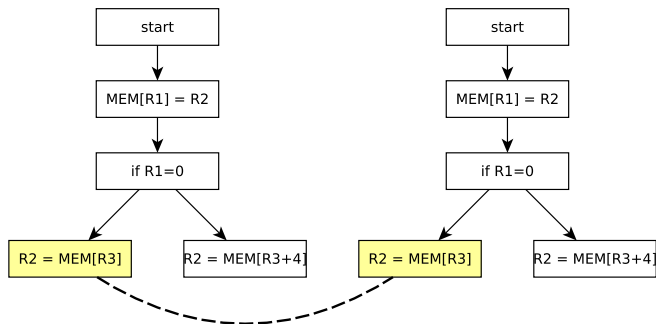 start
start
MEM[R1] = R2
MEM[R1] = R2
if R1=0
if R1=0
R2 = MEM[R3]
R2 = MEM[R3+4]
R2 = MEM[R3]
R2 = MEM[R3+4]